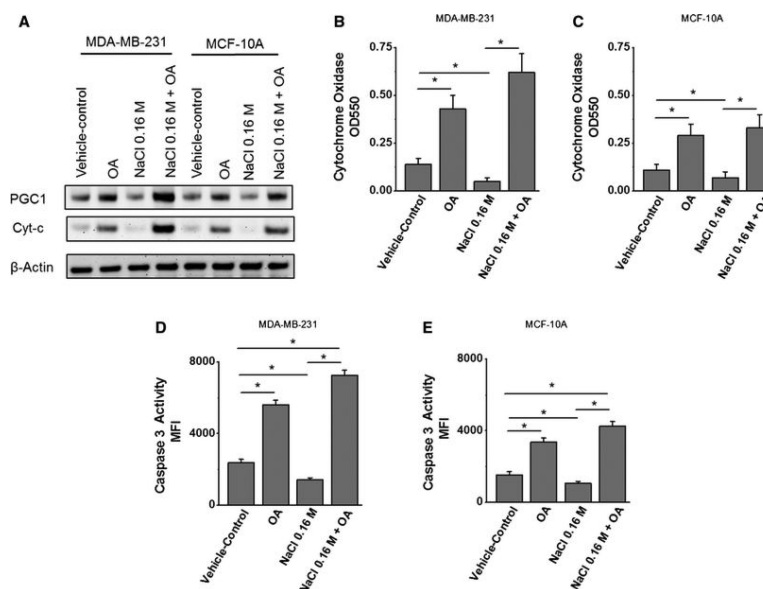 A
MDA-MB-231
MCF-10A
Vehicle-control
OA
NaCl 0.16 M
NaCl 0.16 M + OA
Vehicle-control
OA
NaCl 0.16 M
NaCl 0.16 M + OA
PGC1
Cyt-c
β-Actin
B
MDA-MB-231
Cytochrome Oxidase
OD550
0.75
0.50
0.25
0.00
*
*
*
Vehicle-Control
OA
NaCl 0.16 M
NaCl 0.16 M + OA
C
MCF-10A
Cytochrome Oxidase
OD550
0.75
0.50
0.25
0.00
*
*
*
Vehicle-Control
OA
NaCl 0.16 M
NaCl 0.16 M + OA
D
MDA-MB-231
Caspase 3 Activity
MFI
8000
4000
0
*
*
*
*
Vehicle-Control
OA
NaCl 0.16 M
NaCl 0.16 M + OA
E
MCF-10A
Caspase 3 Activity
MFI
8000
4000
0
*
*
*
*
Vehicle-Control
OA
NaCl 0.16 M
NaCl 0.16 M + OA